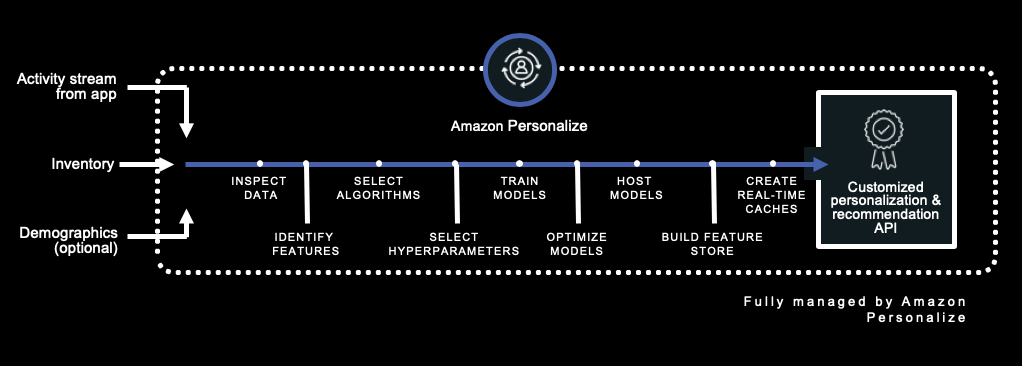 Activity stream
from app
Amazon Personalize
Inventory
Demographics
(optional)
INSPECT
DATA
IDENTIFY
FEATURES
SELECT
ALGORITHMS
SELECT
HYPERPARAMETERS
TRAIN
MODELS
OPTIMIZE
MODELS
HOST
MODELS
BUILD FEATURE
STORE
CREATE
REAL-TIME
CACHES
Customized
personalization &
recommendation
API
Fully managed by Amazon
Personalize